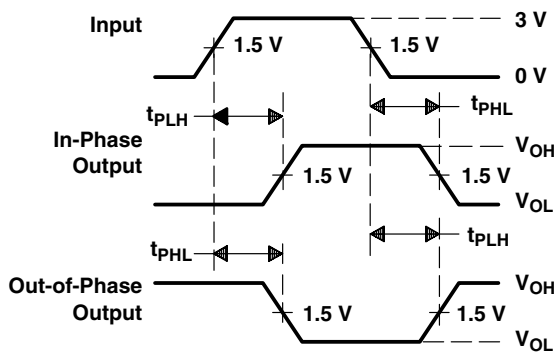 Input
3 V
1.5 V
1.5 V
0 V
tPLH
tPHL
In-Phase
Output
VOH
1.5 V
1.5 V
VOL
tPHL
tPLH
Out-of-Phase
Output
VOH
1.5 V
1.5 V
VOL